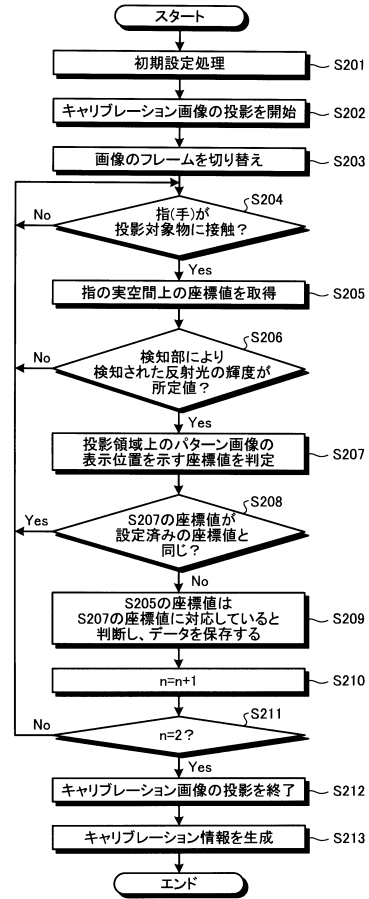 スタート
初期設定処理
S201
キャリブレーション画像の投影を開始
S202
画像のフレームを切り替え
S203
S204
No
指(手)が
投影対象物に接触？
Yes
指の実空間上の座標値を取得
S205
S206
No
検知部により
検知された反射光の輝度が
所定値？
Yes
投影領域上のパターン画像の
表示位置を示す座標値を判定
S207
S208
Yes
S207の座標値が
設定済みの座標値と
同じ？
No
S205の座標値は
S207の座標値に対応していると
判断し、データを保存する
S209
n=n+1
S210
S211
No
n=2？
Yes
キャリブレーション画像の投影を終了
S212
キャリブレーション情報を生成
S213
エンド